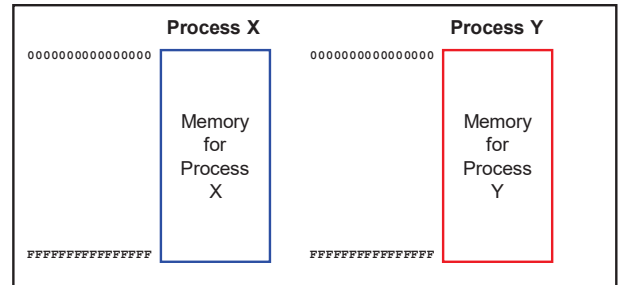 Process X
Process Y
0000000000000000
0000000000000000
Memory
for
Process
X
Memory
for
Process
Y
FFFFFFFFFFFFFFFF
FFFFFFFFFFFFFFFF